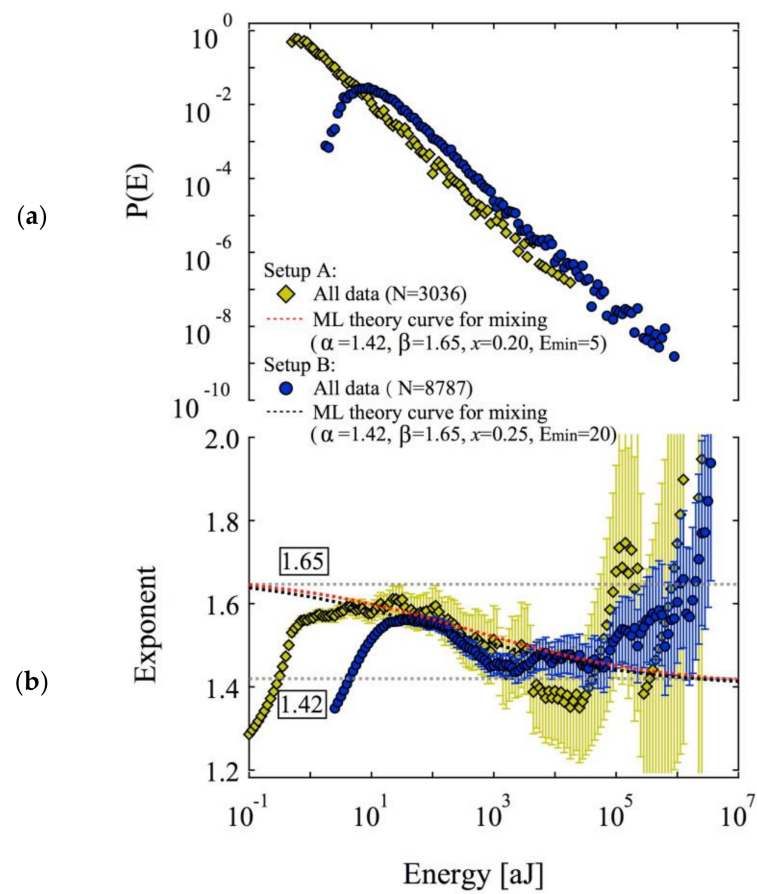 (a)
P(E)
10^0
10^-2
10^-4
10^-6
10^-8
10^-10
Setup A:
All data (N=3036)
ML theory curve for mixing
( α =1.42, β=1.65, x=0.20, Emin=5)
Setup B:
All data ( N=8787)
ML theory curve for mixing
( α =1.42, β=1.65, x=0.25, Emin=20)
(b)
Exponent
2.0
1.8
1.6
1.4
1.2
1.65
1.42
10^-1
10^1
10^3
10^5
10^7
Energy [aJ]